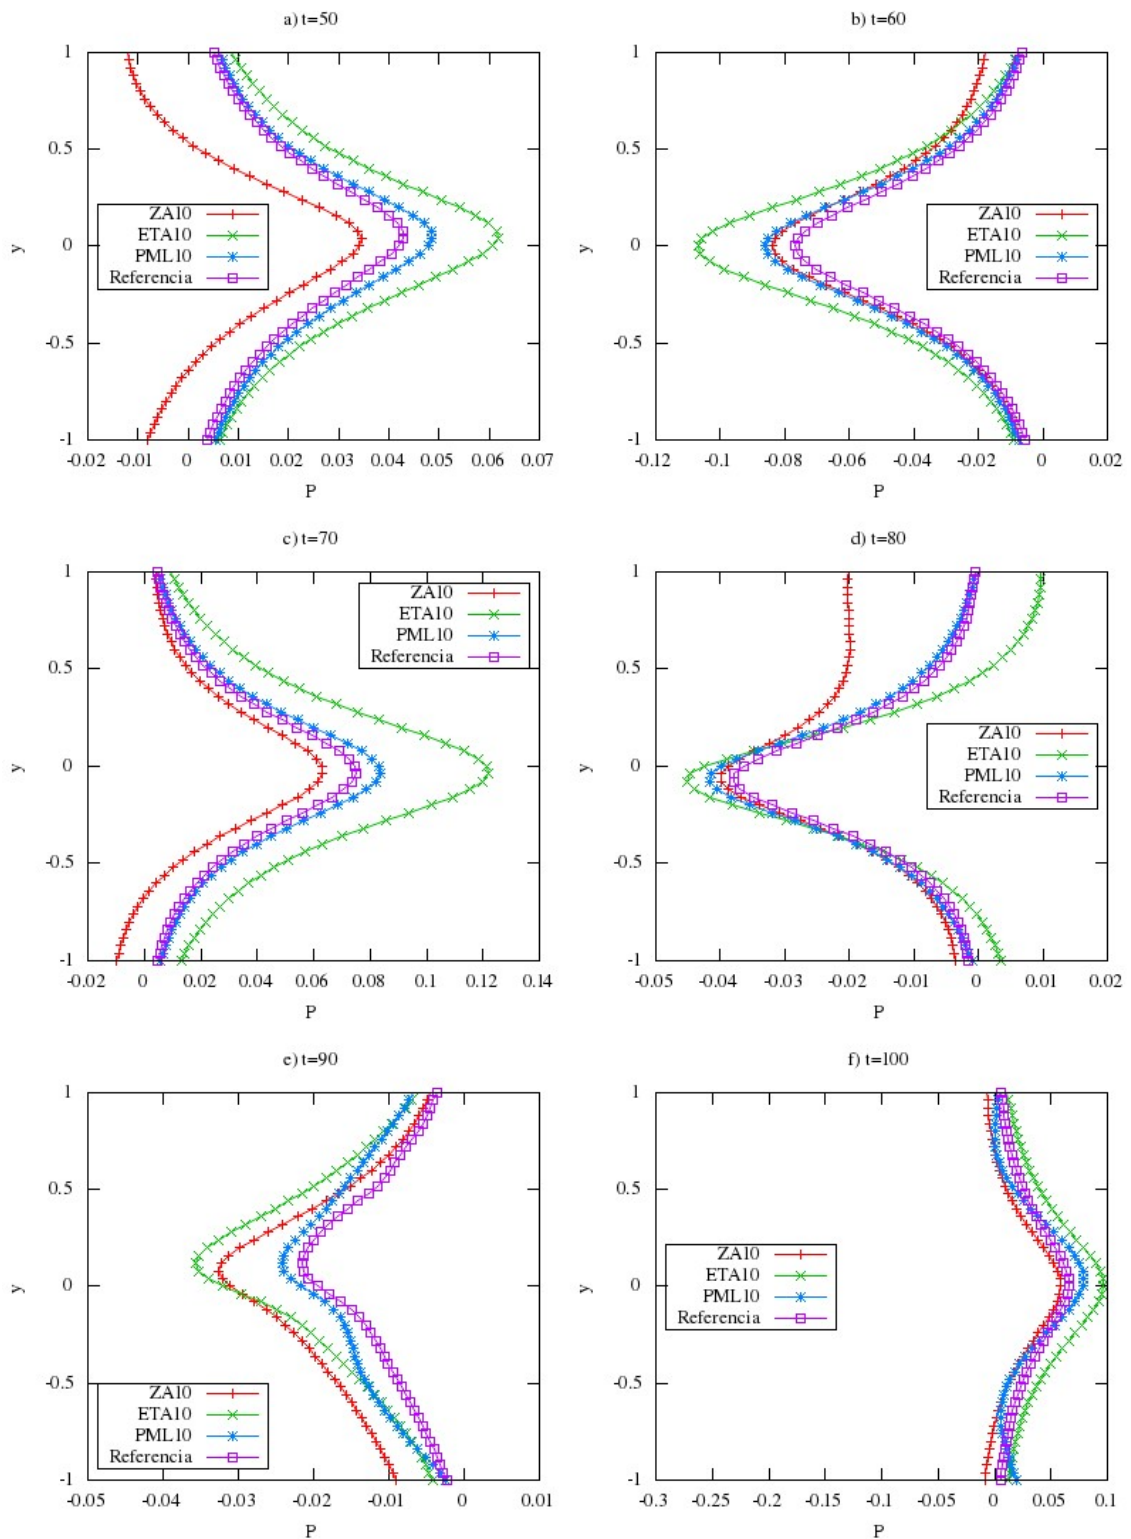 a) t=50
1
0.5
y
0
-0.5
-1
ZA10
ETA10
PML10
Referencia
-0.02 -0.01 0 0.01 0.02 0.03 0.04 0.05 0.06 0.07
P
b) t=60
1
0.5
y
0
-0.5
-1
ZA10
ETA10
PML10
Referencia
-0.12 -0.1 -0.08 -0.06 -0.04 -0.02 0 0.02
P
c) t=70
1
0.5
y
0
-0.5
-1
ZA10
ETA10
PML10
Referencia
-0.02 0 0.02 0.04 0.06 0.08 0.1 0.12 0.14
P
d) t=80
1
0.5
y
0
-0.5
-1
ZA10
ETA10
PML10
Referencia
-0.05 -0.04 -0.03 -0.02 -0.01 0 0.01 0.02
P
e) t=90
1
0.5
y
0
-0.5
-1
ZA10
ETA10
PML10
Referencia
-0.05 -0.04 -0.03 -0.02 -0.01 0 0.01
P
f) t=100
1
0.5
y
0
-0.5
-1
ZA10
ETA10
PML10
Referencia
-0.3 -0.25 -0.2 -0.15 -0.1 -0.05 0 0.05 0.1
P